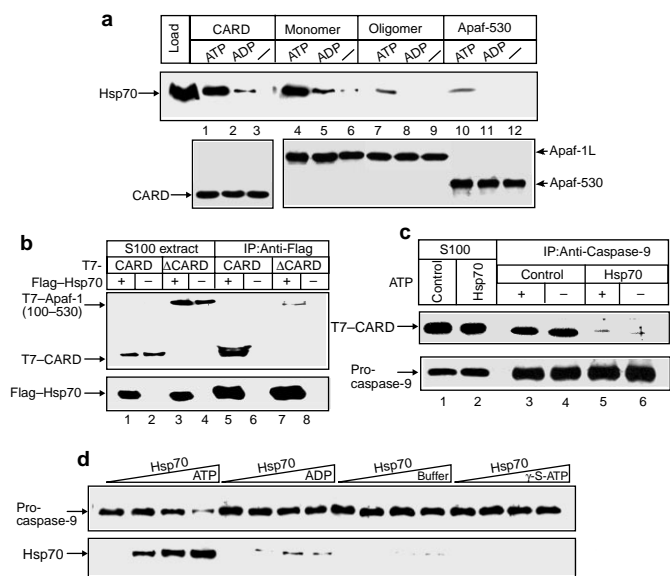 a
Load CARD Monomer Oligomer Apaf-530
ATP ADP — ATP ADP — ATP ADP — ATP ADP —
Hsp70
1 2 3 4 5 6 7 8 9 10 11 12
Apaf-1L
CARD
Apaf-530
b
S100 extract IP:Anti-Flag
T7- CARD ΔCARD CARD ΔCARD
Flag–Hsp70 + – + – + – + –
T7–Apaf-1
(100–530)
T7–CARD
Flag–Hsp70
1 2 3 4 5 6 7 8
c
S100 IP:Anti-Caspase-9
ATP Control Hsp70 Control Hsp70
+ – + –
T7–CARD
Pro-
caspase-9
1 2 3 4 5 6
d
Hsp70 Hsp70 Hsp70 Hsp70
ATP ADP Buffer γ-S-ATP
Pro-
caspase-9
Hsp70